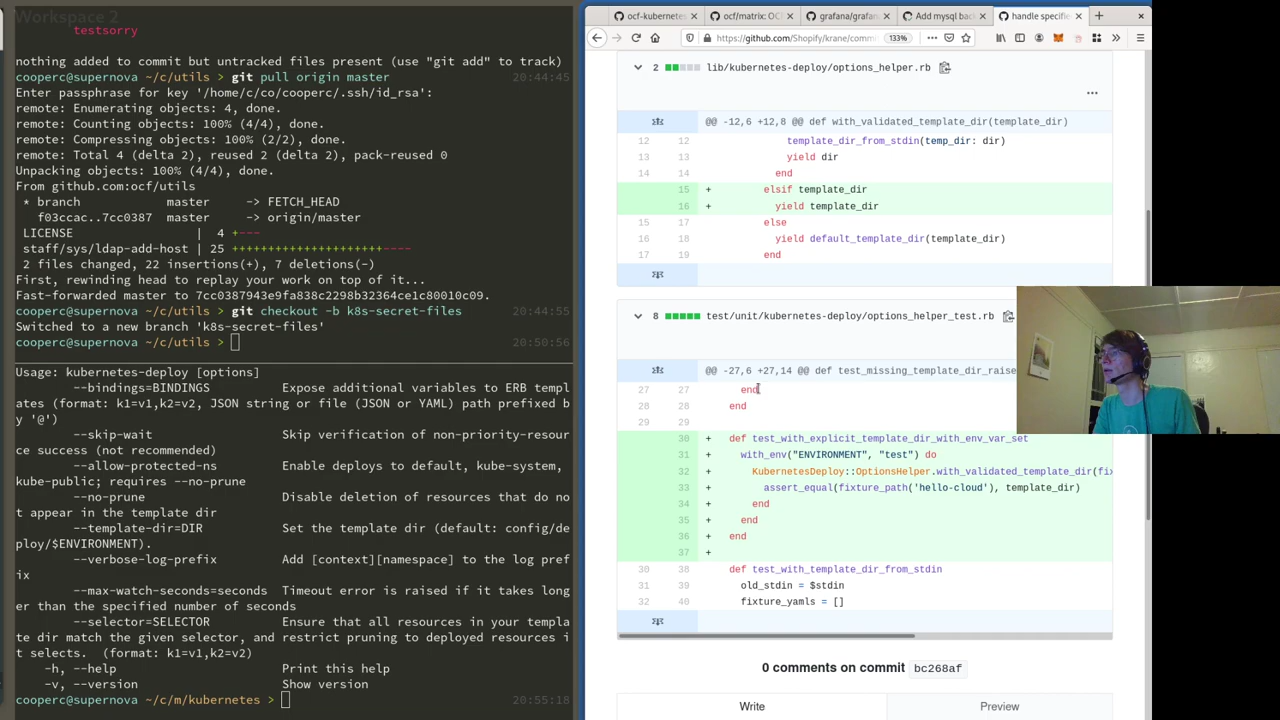 Workspace 2
testsorry
nothing added to commit but untracked files present (use "git add" to track)
cooperc@supernova ~/c/utils > git pull origin master 20:44:45
Enter passphrase for key '/home/c/co/cooperc/.ssh/id_rsa':
remote: Enumerating objects: 4, done.
remote: Counting objects: 100% (4/4), done.
remote: Compressing objects: 100% (2/2), done.
remote: Total 4 (delta 2), reused 2 (delta 2), pack-reused 0
Unpacking objects: 100% (4/4), done.
From github.com:ocf/utils
* branch master -> FETCH_HEAD
f03ccac..7cc0387 master -> origin/master
LICENSE | 4 +---
staff/sys/ldap-add-host | 25 +++++++++++++++++++++----
2 files changed, 22 insertions(+), 7 deletions(-)
First, rewinding head to replay your work on top of it...
Fast-forwarded master to 7cc0387943e9fa838c2298b32364ce1c80010c09.
cooperc@supernova ~/c/utils > git checkout -b k8s-secret-files 20:44:55
Switched to a new branch 'k8s-secret-files'
cooperc@supernova ~/c/utils > 20:50:56
Usage: kubernetes-deploy [options]
--bindings=BINDINGS Expose additional variables to ERB templ
ates (format: k1=v1,k2=v2, JSON string or file (JSON or YAML) path prefixed b
y '@')
--skip-wait Skip verification of non-priority-resour
ce success (not recommended)
--allow-protected-ns Enable deploys to default, kube-system,
kube-public; requires --no-prune
--no-prune Disable deletion of resources that do no
t appear in the template dir
--template-dir=DIR Set the template dir (default: config/de
ploy/$ENVIRONMENT).
--verbose-log-prefix Add [context][namespace] to the log pref
ix
--max-watch-seconds=seconds Timeout error is raised if it takes long
er than the specified number of seconds
--selector=SELECTOR Ensure that all resources in your templa
te dir match the given selector, and restrict pruning to deployed resources i
t selects. (format: k1=v1,k2=v2)
-h, --help Print this help
-v, --version Show version
cooperc@supernova ~/c/m/kubernetes > 20:55:18
ocf-kubernetes
ocf/matrix: OC
grafana/grafan
Add mysql bac
handle specifie
https://github.com/Shopify/krane/comm
133%
2 lib/kubernetes-deploy/options_helper.rb
@@ -12,6 +12,8 @@ def with_validated_template_dir(template_dir)
12 12 template_dir_from_stdin(temp_dir: dir)
13 13 yield dir
14 14 end
15 + elsif template_dir
16 + yield template_dir
15 17 else
16 18 yield default_template_dir(template_dir)
17 19 end
8 test/unit/kubernetes-deploy/options_helper_test.rb
@@ -27,6 +27,14 @@ def test_missing_template_dir_raise
27 27 end
28 28 end
29 29
30 + def test_with_explicit_template_dir_with_env_var_set
31 + with_env("ENVIRONMENT", "test") do
32 + KubernetesDeploy::OptionsHelper.with_validated_template_dir(fix
33 + assert_equal(fixture_path('hello-cloud'), template_dir)
34 + end
35 + end
36 + end
37 +
30 38 def test_with_template_dir_from_stdin
31 39 old_stdin = $stdin
32 40 fixture_yamls = []
0 comments on commit bc268af
Write
Preview